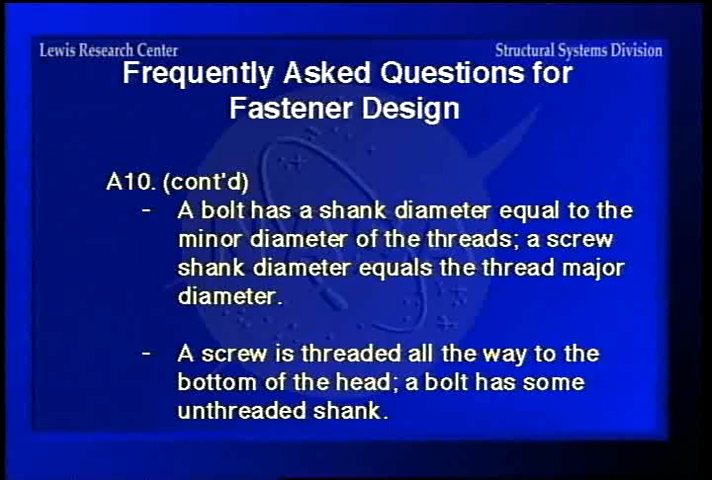 Lewis Research Center
Structural Systems Division
Frequently Asked Questions for
Fastener Design
A10. (cont'd)
- A bolt has a shank diameter equal to the
minor diameter of the threads; a screw
shank diameter equals the thread major
diameter.
- A screw is threaded all the way to the
bottom of the head; a bolt has some
unthreaded shank.